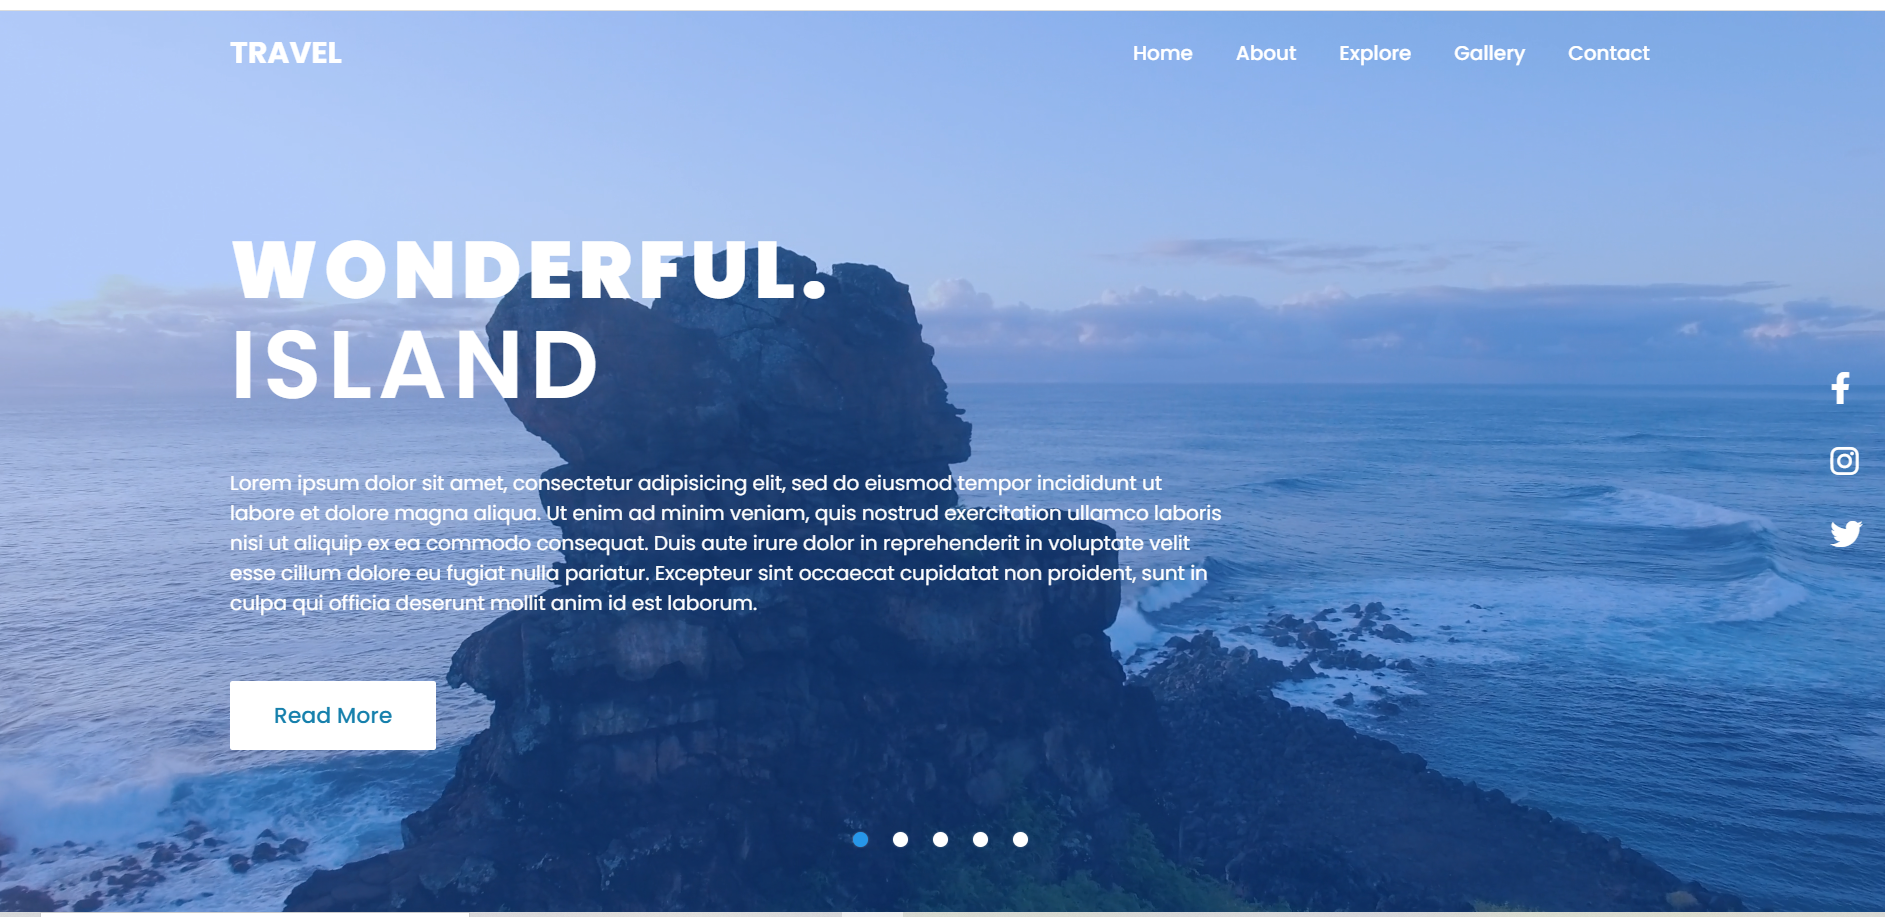 TRAVEL
Home About Explore Gallery Contact
WONDERFUL.
ISLAND
Lorem ipsum dolor sit amet, consectetur adipisicing elit, sed do eiusmod tempor incididunt ut
labore et dolore magna aliqua. Ut enim ad minim veniam, quis nostrud exercitation ullamco laboris
nisi ut aliquip ex ea commodo consequat. Duis aute irure dolor in reprehenderit in voluptate velit
esse cillum dolore eu fugiat nulla pariatur. Excepteur sint occaecat cupidatat non proident, sunt in
culpa qui officia deserunt mollit anim id est laborum.
Read More